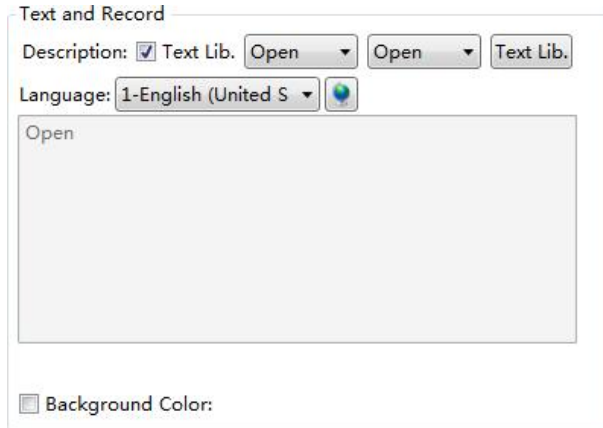 Text and Record
Description: Text Lib. Open Open Text Lib.
Language: 1-English (United S
Open
Background Color: